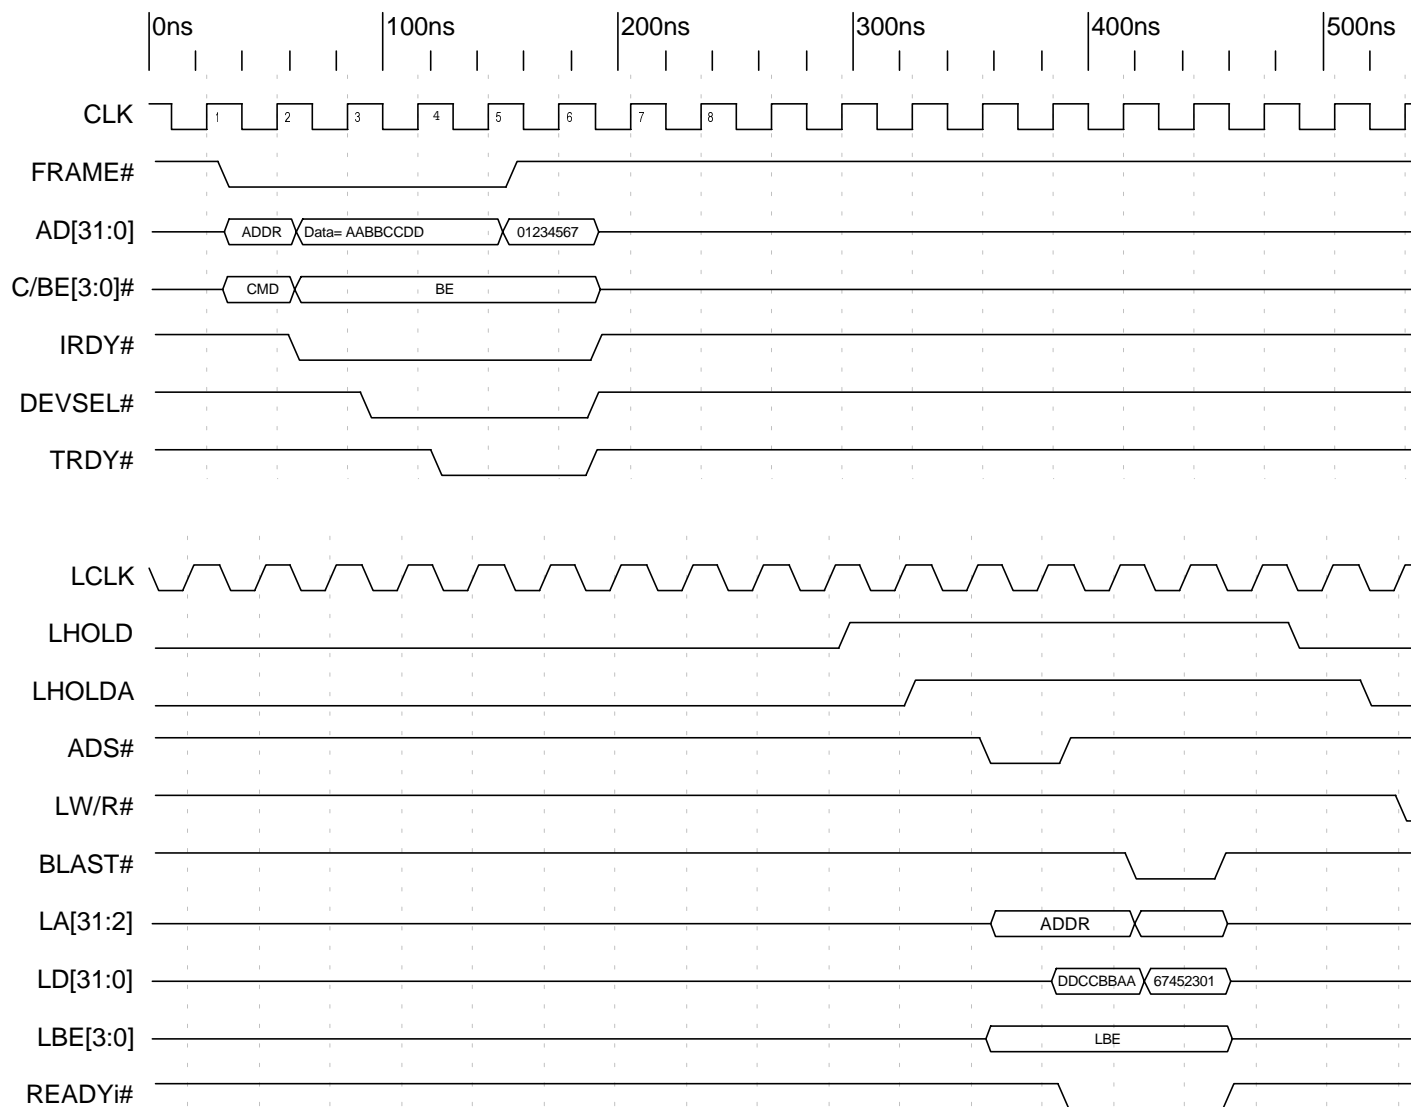 0ns 100ns 200ns 300ns 400ns 500ns
CLK 1 2 3 4 5 6 7 8
FRAME#
AD[31:0] ADDR Data= AABBCCDD 01234567
C/BE[3:0]# CMD BE
IRDY#
DEVSEL#
TRDY#
LCLK
LHOLD
LHOLDA
ADS#
LW/R#
BLAST#
LA[31:2] ADDR
LD[31:0] DDCCBBAA 67452301
LBE[3:0] LBE
READYi#